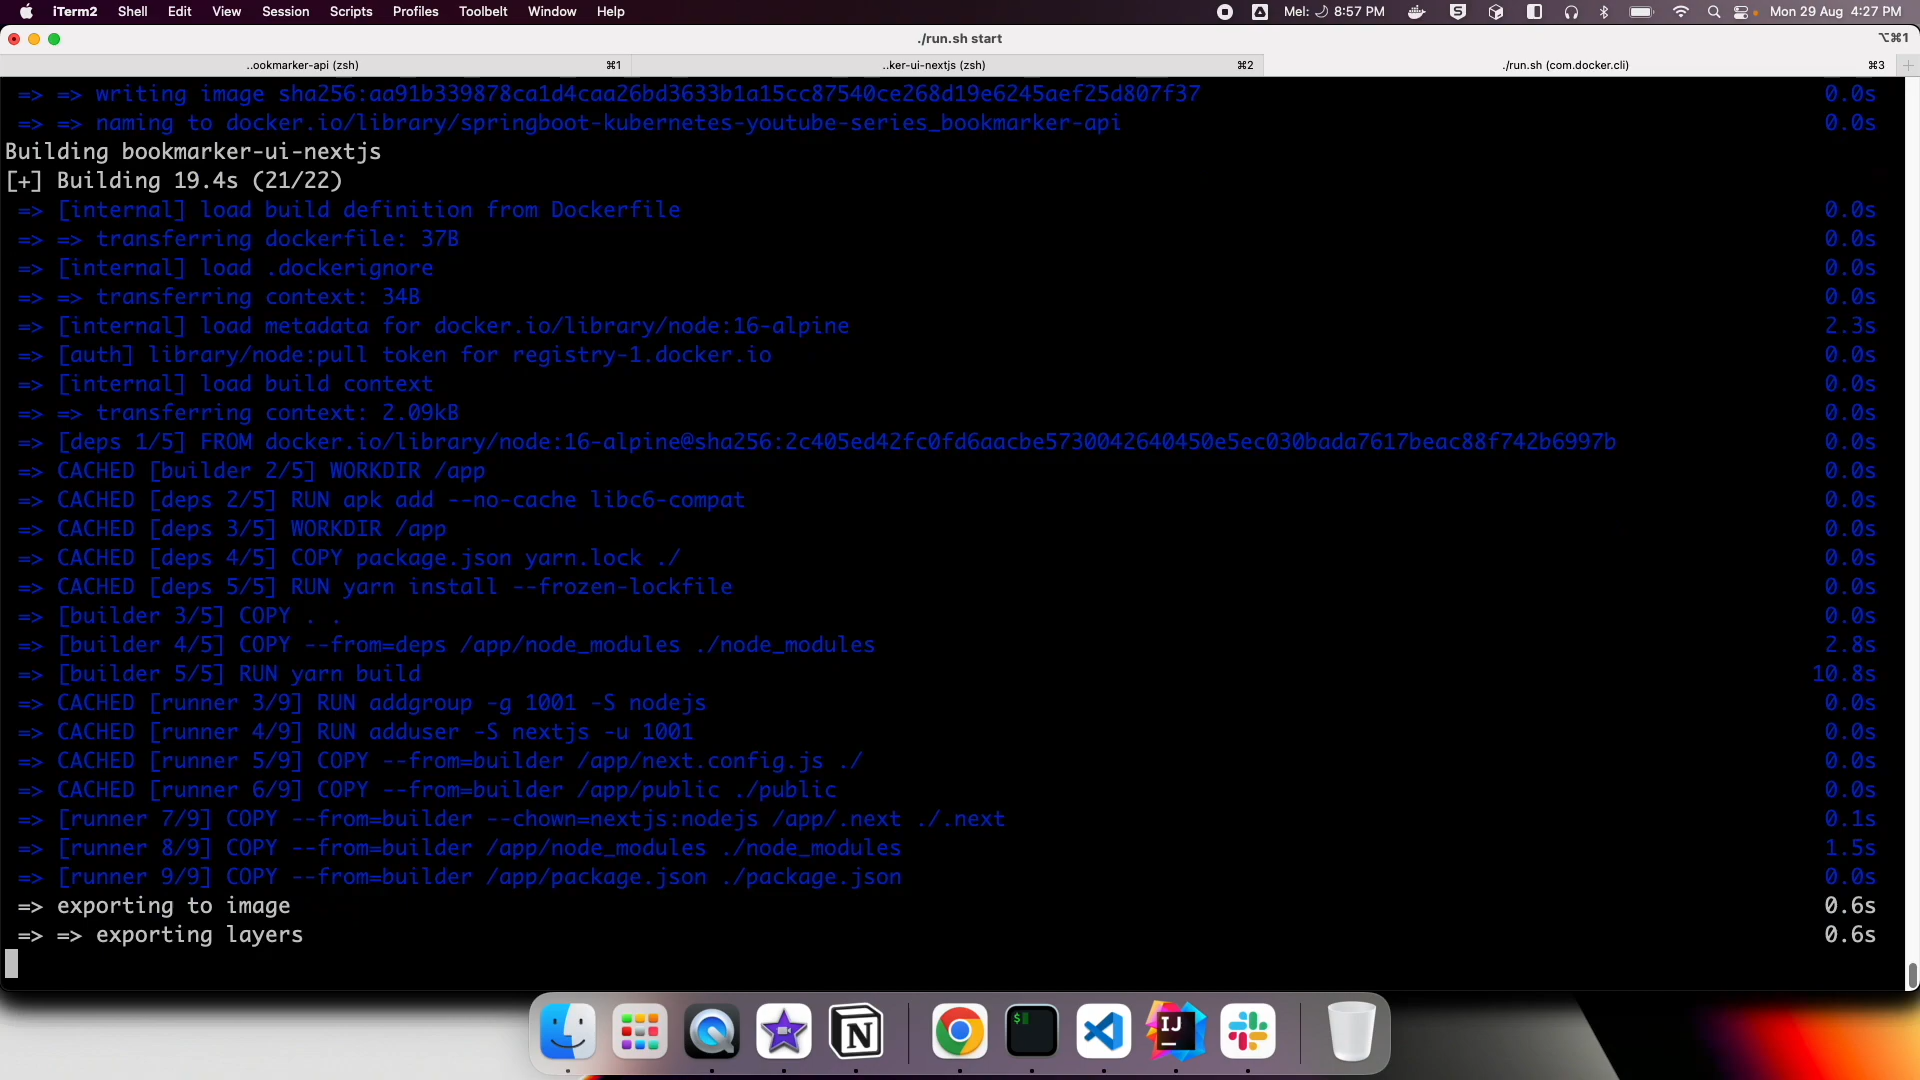 iTerm2 Shell Edit View Session Scripts Profiles Toolbelt Window Help Mel: 8:57 PM Mon 29 Aug 4:27 PM
./run.sh start ⌥⌘1
..ookmarker-api (zsh) ⌘1 ..ker-ui-nextjs (zsh) ⌘2 ./run.sh (com.docker.cli) ⌘3
=> => writing image sha256:aa91b339878ca1d4caa26bd3633b1a15cc87540ce268d19e6245aef25d807f37 0.0s
=> => naming to docker.io/library/springboot-kubernetes-youtube-series_bookmarker-api 0.0s
Building bookmarker-ui-nextjs
[+] Building 19.4s (21/22)
=> [internal] load build definition from Dockerfile 0.0s
=> => transferring dockerfile: 37B 0.0s
=> [internal] load .dockerignore 0.0s
=> => transferring context: 34B 0.0s
=> [internal] load metadata for docker.io/library/node:16-alpine 2.3s
=> [auth] library/node:pull token for registry-1.docker.io 0.0s
=> [internal] load build context 0.0s
=> => transferring context: 2.09kB 0.0s
=> [deps 1/5] FROM docker.io/library/node:16-alpine@sha256:2c405ed42fc0fd6aacbe5730042640450e5ec030bada7617beac88f742b6997b 0.0s
=> CACHED [builder 2/5] WORKDIR /app 0.0s
=> CACHED [deps 2/5] RUN apk add --no-cache libc6-compat 0.0s
=> CACHED [deps 3/5] WORKDIR /app 0.0s
=> CACHED [deps 4/5] COPY package.json yarn.lock ./ 0.0s
=> CACHED [deps 5/5] RUN yarn install --frozen-lockfile 0.0s
=> [builder 3/5] COPY . . 0.0s
=> [builder 4/5] COPY --from=deps /app/node_modules ./node_modules 2.8s
=> [builder 5/5] RUN yarn build 10.8s
=> CACHED [runner 3/9] RUN addgroup -g 1001 -S nodejs 0.0s
=> CACHED [runner 4/9] RUN adduser -S nextjs -u 1001 0.0s
=> CACHED [runner 5/9] COPY --from=builder /app/next.config.js ./ 0.0s
=> CACHED [runner 6/9] COPY --from=builder /app/public ./public 0.0s
=> [runner 7/9] COPY --from=builder --chown=nextjs:nodejs /app/.next ./.next 0.1s
=> [runner 8/9] COPY --from=builder /app/node_modules ./node_modules 1.5s
=> [runner 9/9] COPY --from=builder /app/package.json ./package.json 0.0s
=> exporting to image 0.6s
=> => exporting layers 0.6s